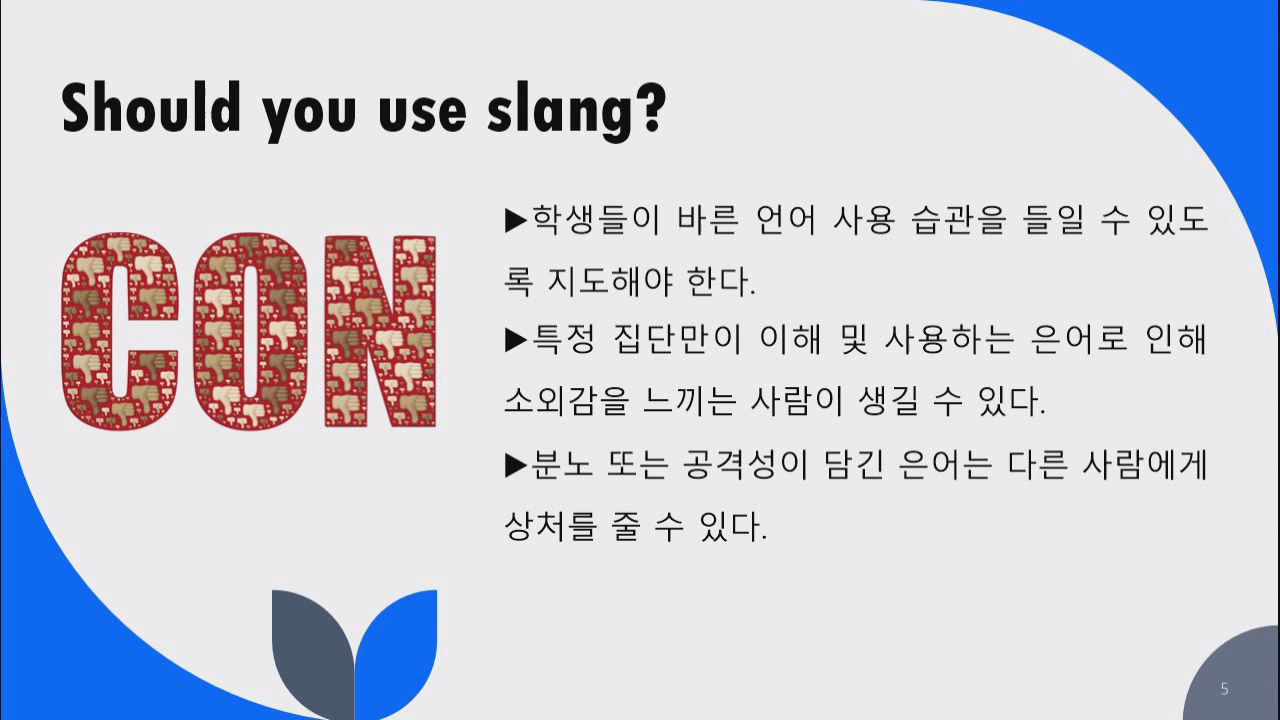 Should you use slang?
CON
▶학생들이 바른 언어 사용 습관을 들일 수 있도
록 지도해야 한다.
▶특정 집단만이 이해 및 사용하는 은어로 인해
소외감을 느끼는 사람이 생길 수 있다.
▶분노 또는 공격성이 담긴 은어는 다른 사람에게
상처를 줄 수 있다.
5